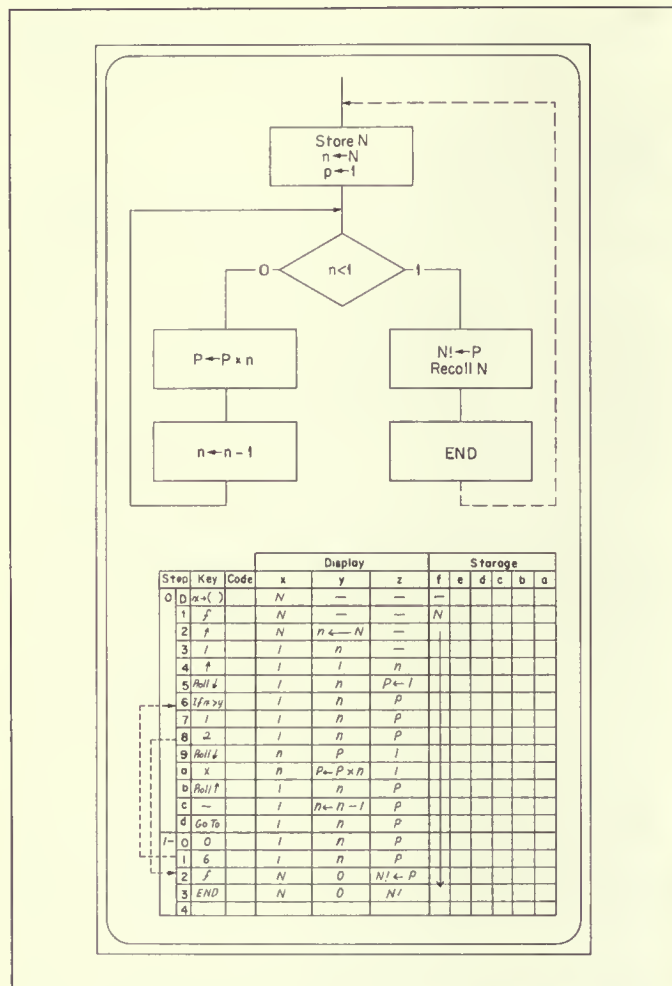 Store N
n←N
p←1
n<1
0
1
P←P × n
N!←P
Recall N
n←n - 1
END
Display Storage
Step Key Code x y z f e d c b a
0 0 x→( ) N — — —
1 f N — — N
2 ↑ N n←N —
3 1 1 n —
4 ↑ 1 1 n
5 Roll↓ 1 n P←1
6 If x>y 1 n P
7 1 1 n P
8 2 1 n P
9 Roll↓ n P 1
a X n P←P×n 1
b Roll↑ 1 n P
c — 1 n←n-1 P
d Go To 1 n P
1- 0 0 1 n P
1 6 1 n P
2 f N 0 N!←P
3 END N 0 N!
4